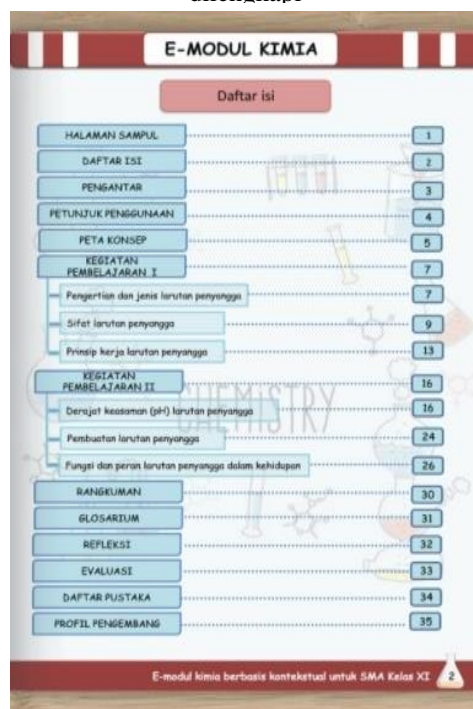 dilengkapi
E-MODUL KIMIA
Daftar isi
HALAMAN SAMPUL 1
DAFTAR ISI 2
PENGANTAR 3
PETUNJUK PENGGUNAAN 4
PETA KONSEP 5
KEGIATAN
PEMBELAJARAN I 7
Pengertian dan jenis larutan penyangga 7
Sifat larutan penyangga 9
Prinsip kerja larutan penyangga 13
KEGIATAN
PEMBELAJARAN II 16
CHEMISTRY
Derajat keasaman (pH) larutan penyangga 16
Pembuatan larutan penyangga 24
Fungsi dan peran larutan penyangga dalam kehidupan 26
RANGKUMAN 30
GLOSARIUM 31
REFLEKSI 32
EVALUASI 33
DAFTAR PUSTAKA 34
PROFIL PENGEMBANG 35
E-modul kimia berbasis kontekstual untuk SMA Kelas XI 2